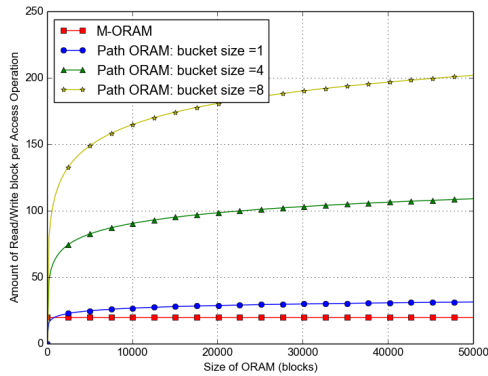 250
200
150
100
50
0
Amount of Read/Write block per Access Operation
M-ORAM
Path ORAM: bucket size =1
Path ORAM: bucket size =4
Path ORAM: bucket size =8
0
10000
20000
30000
40000
50000
Size of ORAM (blocks)